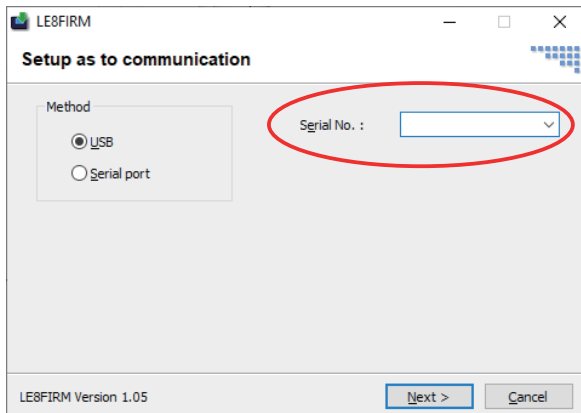 LE8FIRM
Setup as to communication
Method
Serial No. :
USB
Serial port
LE8FIRM Version 1.05
Next >
Cancel